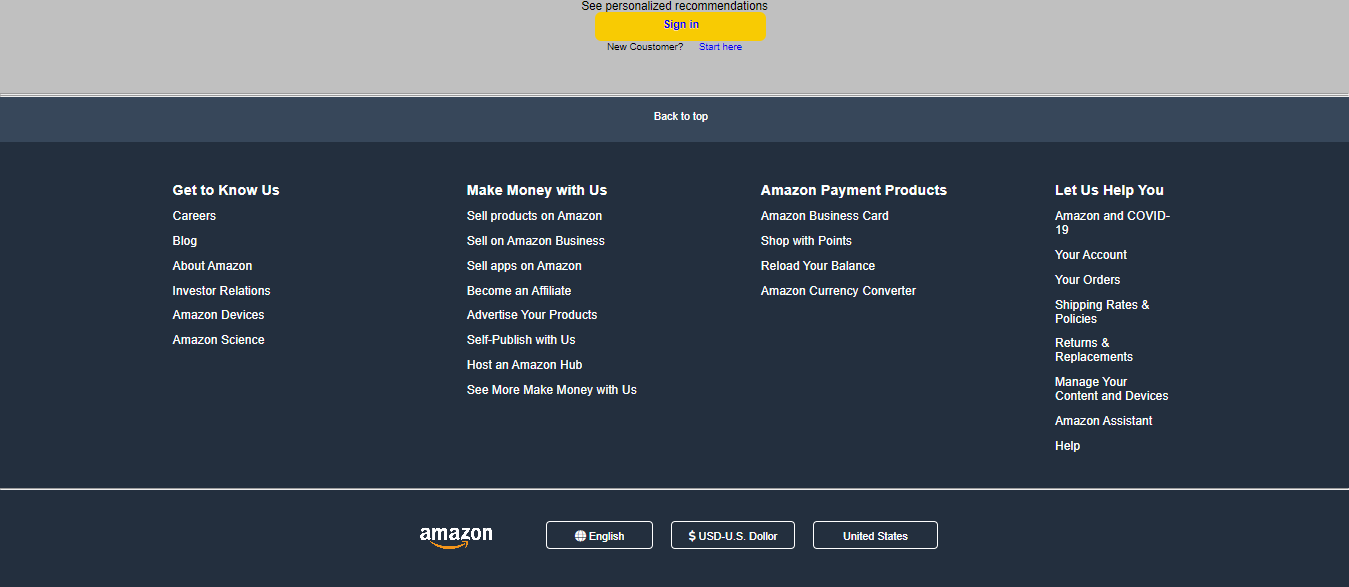 See personalized recommendations
Sign in
New Coustomer? Start here
Back to top
Get to Know Us
Careers
Blog
About Amazon
Investor Relations
Amazon Devices
Amazon Science
Make Money with Us
Sell products on Amazon
Sell on Amazon Business
Sell apps on Amazon
Become an Affiliate
Advertise Your Products
Self-Publish with Us
Host an Amazon Hub
See More Make Money with Us
Amazon Payment Products
Amazon Business Card
Shop with Points
Reload Your Balance
Amazon Currency Converter
Let Us Help You
Amazon and COVID-
19
Your Account
Your Orders
Shipping Rates &
Policies
Returns &
Replacements
Manage Your
Content and Devices
Amazon Assistant
Help
amazon
English
$ USD-U.S. Dollor
United States